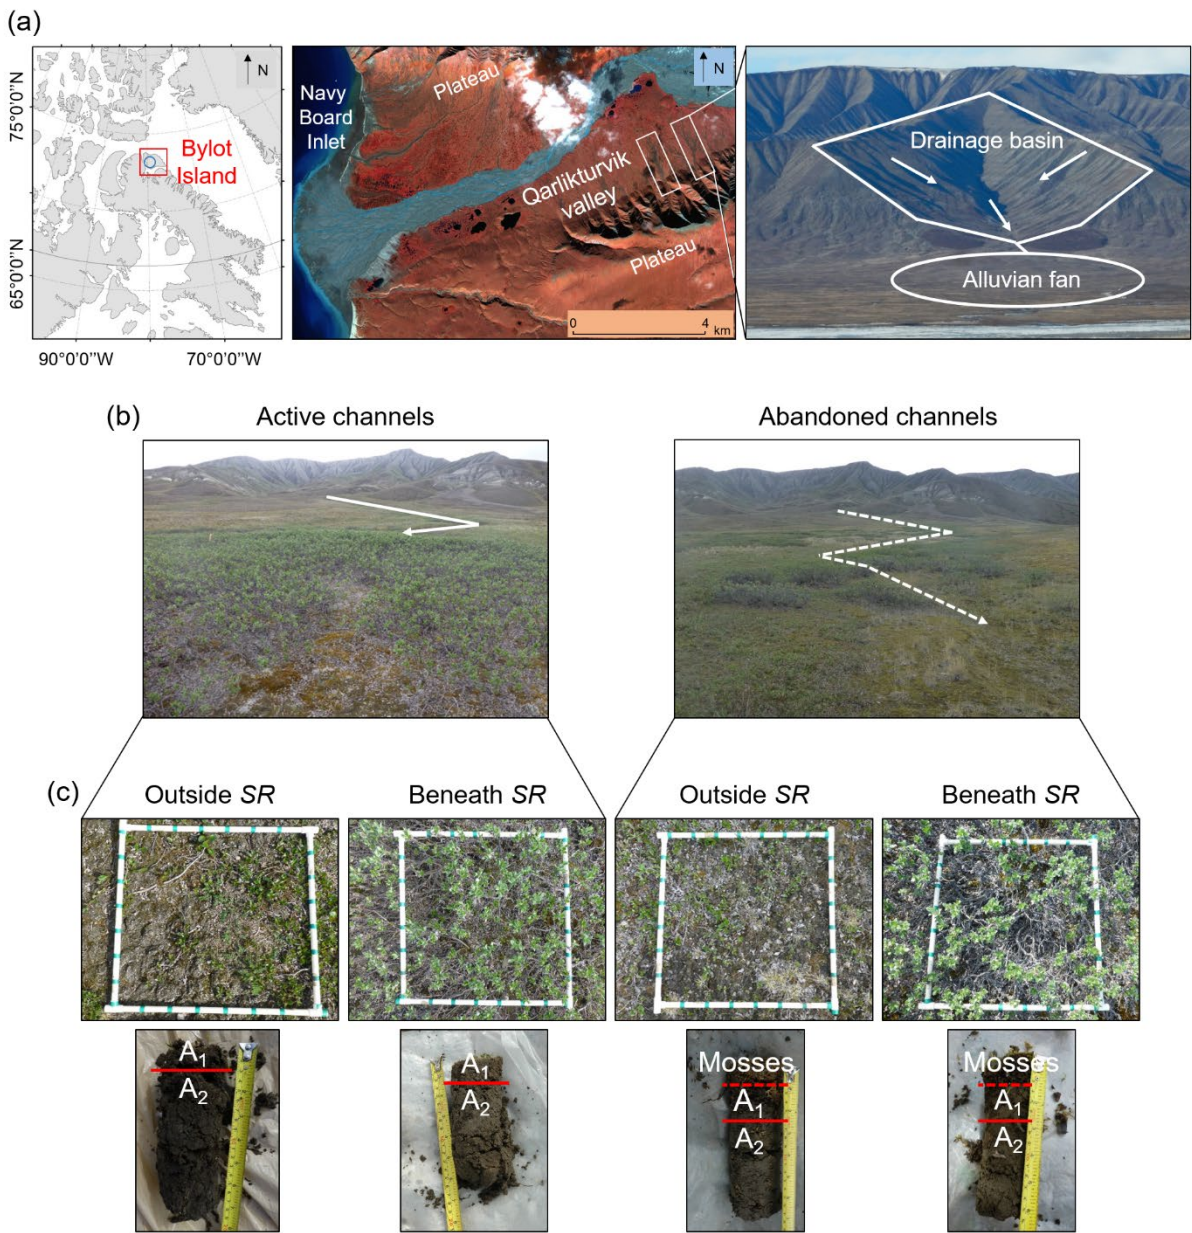 (a)
N
75°0'0"N
65°0'0"N
90°0'0"W
70°0'0"W
Bylot
Island
Navy
Board
Inlet
Plateau
N
Qarlikturvik
valley
Plateau
0
4
km
Drainage basin
Alluvian fan
(b)
Active channels
Abandoned channels
(c)
Outside SR
Beneath SR
Outside SR
Beneath SR
A1
A2
A1
A2
Mosses
A1
A2
Mosses
A1
A2